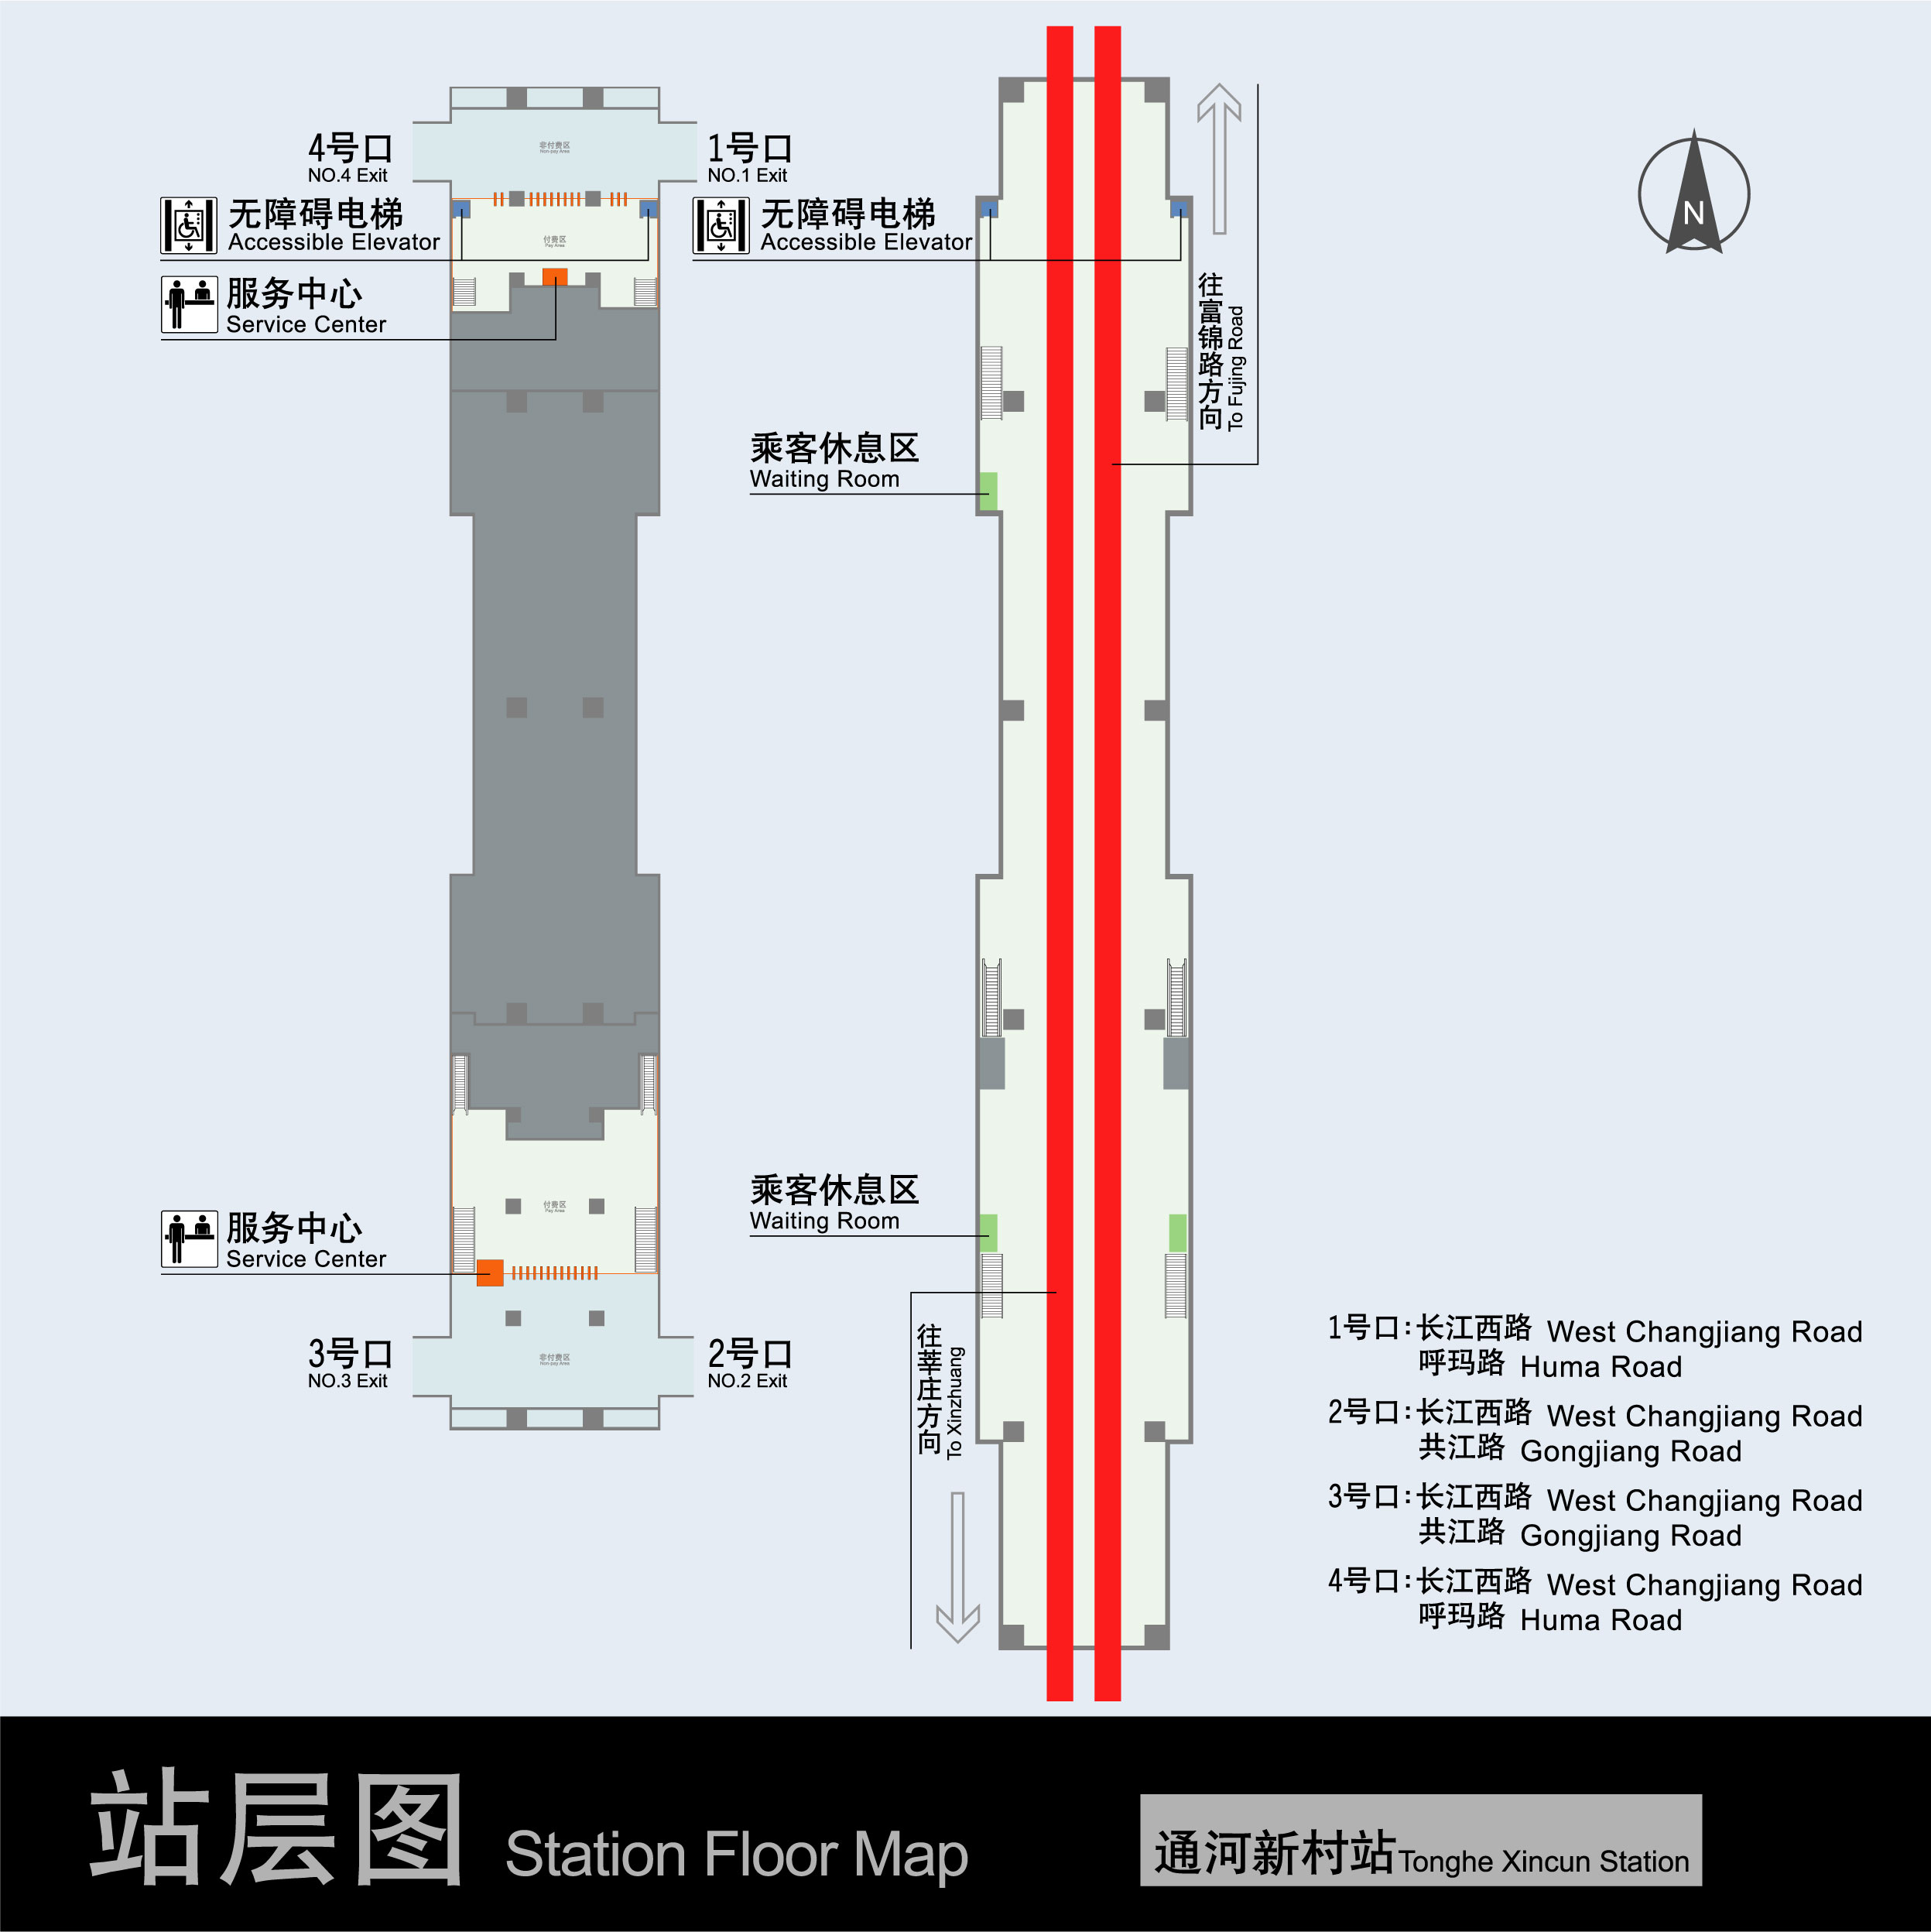 4号口
NO.4 Exit
1号口
NO.1 Exit
非付费区
Non-pay Area
无障碍电梯
Accessible Elevator
无障碍电梯
Accessible Elevator
付费区
Pay Area
服务中心
Service Center
N
往富锦路方向
To Fujing Road
乘客休息区
Waiting Room
乘客休息区
Waiting Room
付费区
Pay Area
服务中心
Service Center
3号口
NO.3 Exit
2号口
NO.2 Exit
非付费区
Non-pay Area
往莘庄方向
To Xinzhuang
1号口:长江西路 West Changjiang Road
呼玛路 Huma Road
2号口:长江西路 West Changjiang Road
共江路 Gongjiang Road
3号口:长江西路 West Changjiang Road
共江路 Gongjiang Road
4号口:长江西路 West Changjiang Road
呼玛路 Huma Road
站层图 Station Floor Map
通河新村站 Tonghe Xincun Station